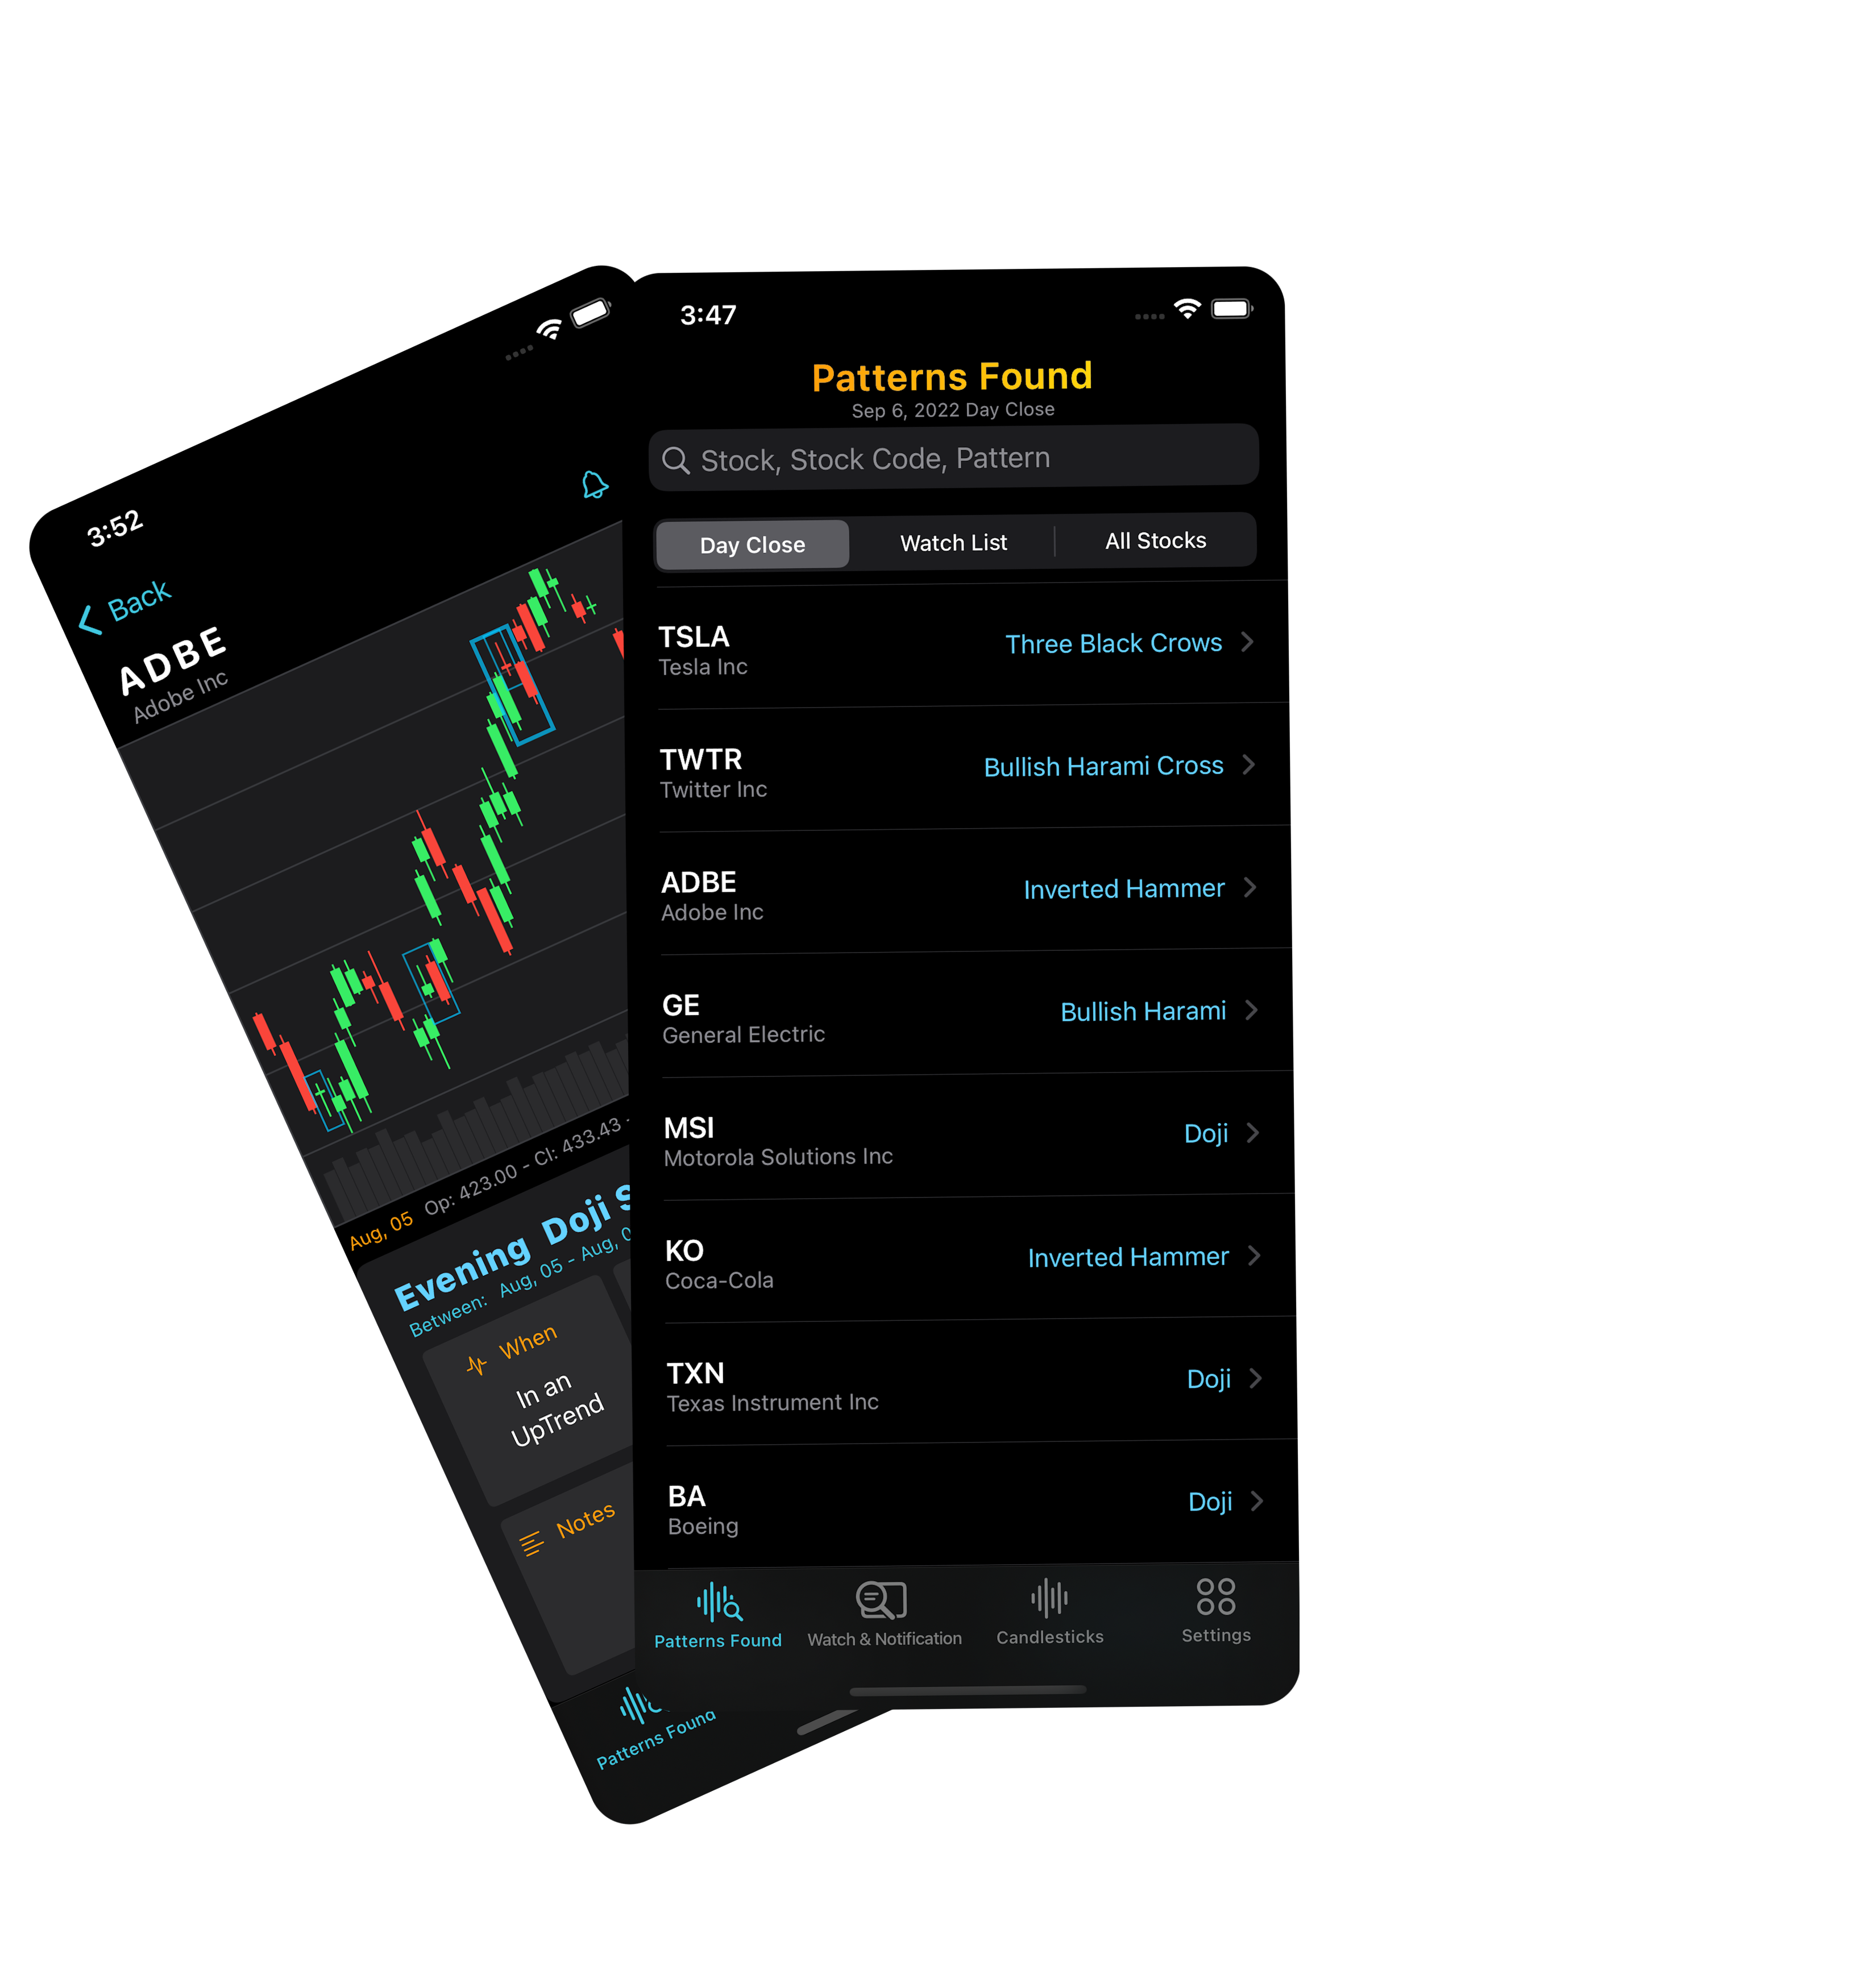 3:52
Back
ADBE
Adobe Inc
Aug, 05 Op: 423.00 - Cl: 433.43 -
Evening Doji
Between: Aug, 05 - Aug,
When
In an
UpTrend
Notes
Patterns Found
3:47
Patterns Found
Sep 6, 2022 Day Close
Stock, Stock Code, Pattern
Day Close Watch List All Stocks
TSLA Three Black Crows
Tesla Inc
TWTR Bullish Harami Cross
Twitter Inc
ADBE Inverted Hammer
Adobe Inc
GE Bullish Harami
General Electric
MSI Doji
Motorola Solutions Inc
KO Inverted Hammer
Coca-Cola
TXN Doji
Texas Instrument Inc
BA Doji
Boeing
Patterns Found Watch & Notification Candlesticks Settings